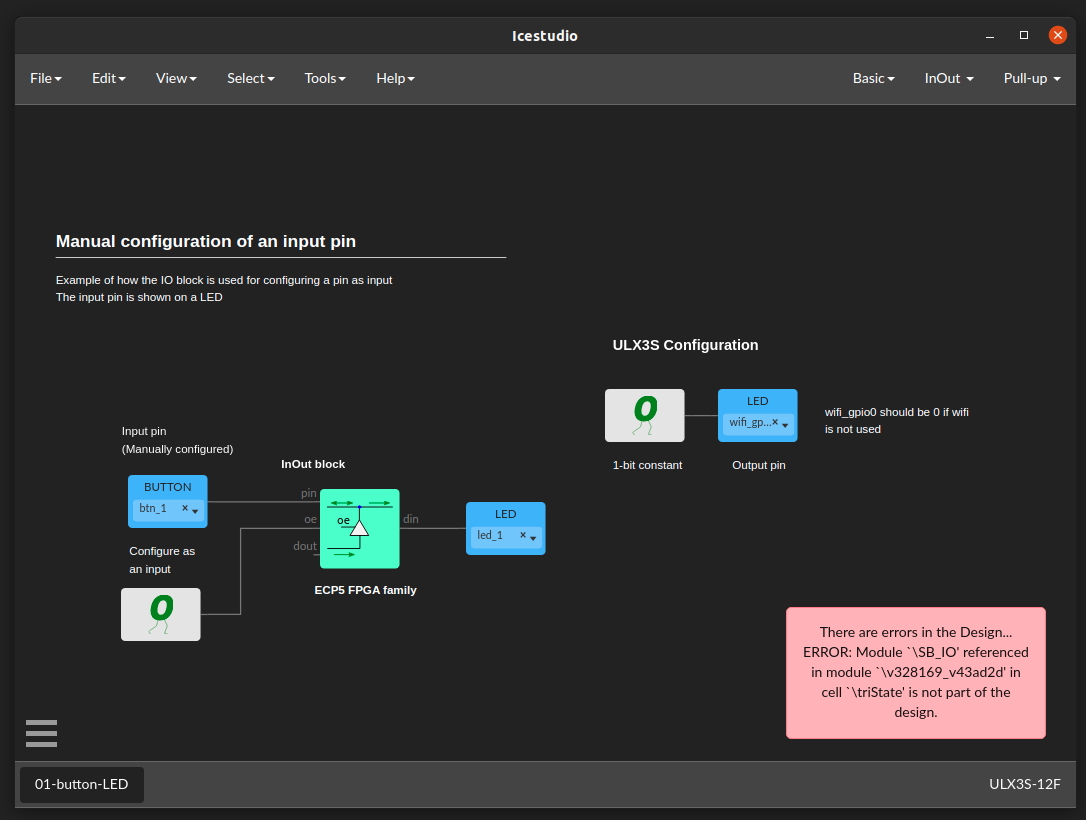 Icestudio
File Edit View Select Tools Help Basic InOut Pull-up
Manual configuration of an input pin
Example of how the IO block is used for configuring a pin as input
The input pin is shown on a LED
ULX3S Configuration
0
LED
wifi_gp...×
wifi_gpio0 should be 0 if wifi
is not used
1-bit constant
Output pin
Input pin
(Manually configured)
InOut block
BUTTON
btn_1 ×
pin
oe
dout
oe
din
LED
led_1 ×
Configure as
an input
0
ECP5 FPGA family
There are errors in the Design...
ERROR: Module `\SB_IO' referenced
in module `\v328169_v43ad2d' in
cell `\triState' is not part of the
design.
01-button-LED
ULX3S-12F